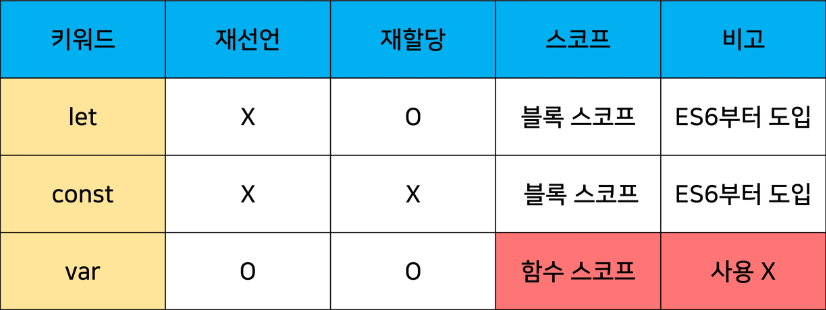 키워드 재선언 재할당 스코프 비고
let X O 블록 스코프 ES6부터 도입
const X X 블록 스코프 ES6부터 도입
var O O 함수 스코프 사용 X